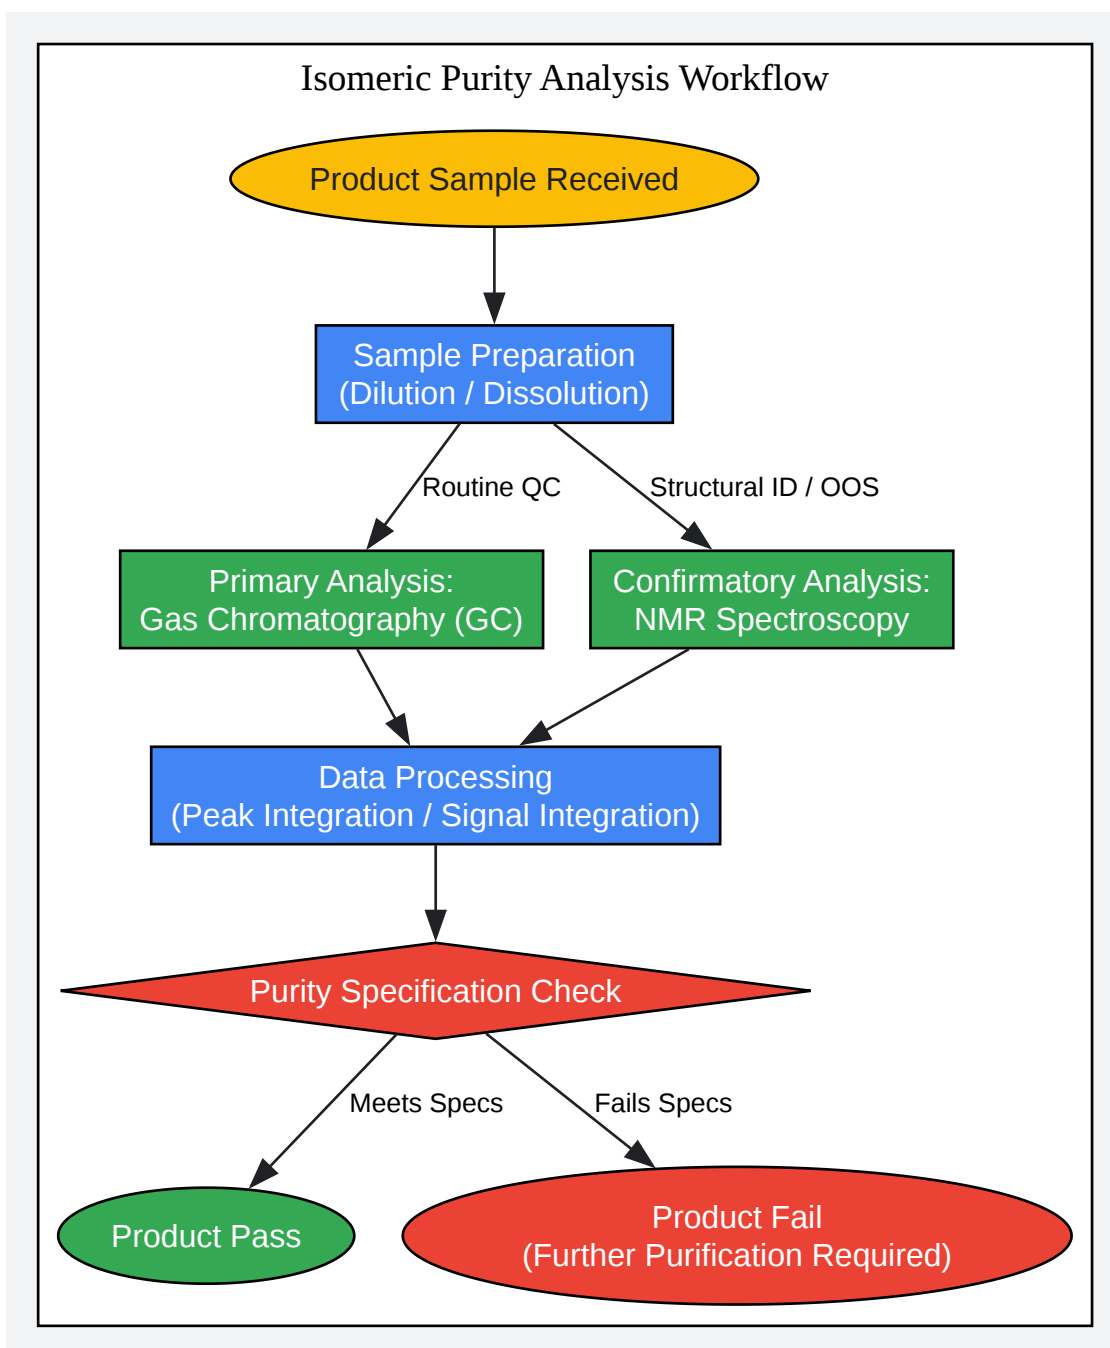 Isomeric Purity Analysis Workflow
Product Sample Received
Sample Preparation
(Dilution / Dissolution)
Routine QC
Structural ID / OOS
Primary Analysis:
Gas Chromatography (GC)
Confirmatory Analysis:
NMR Spectroscopy
Data Processing
(Peak Integration / Signal Integration)
Purity Specification Check
Meets Specs
Fails Specs
Product Pass
Product Fail
(Further Purification Required)